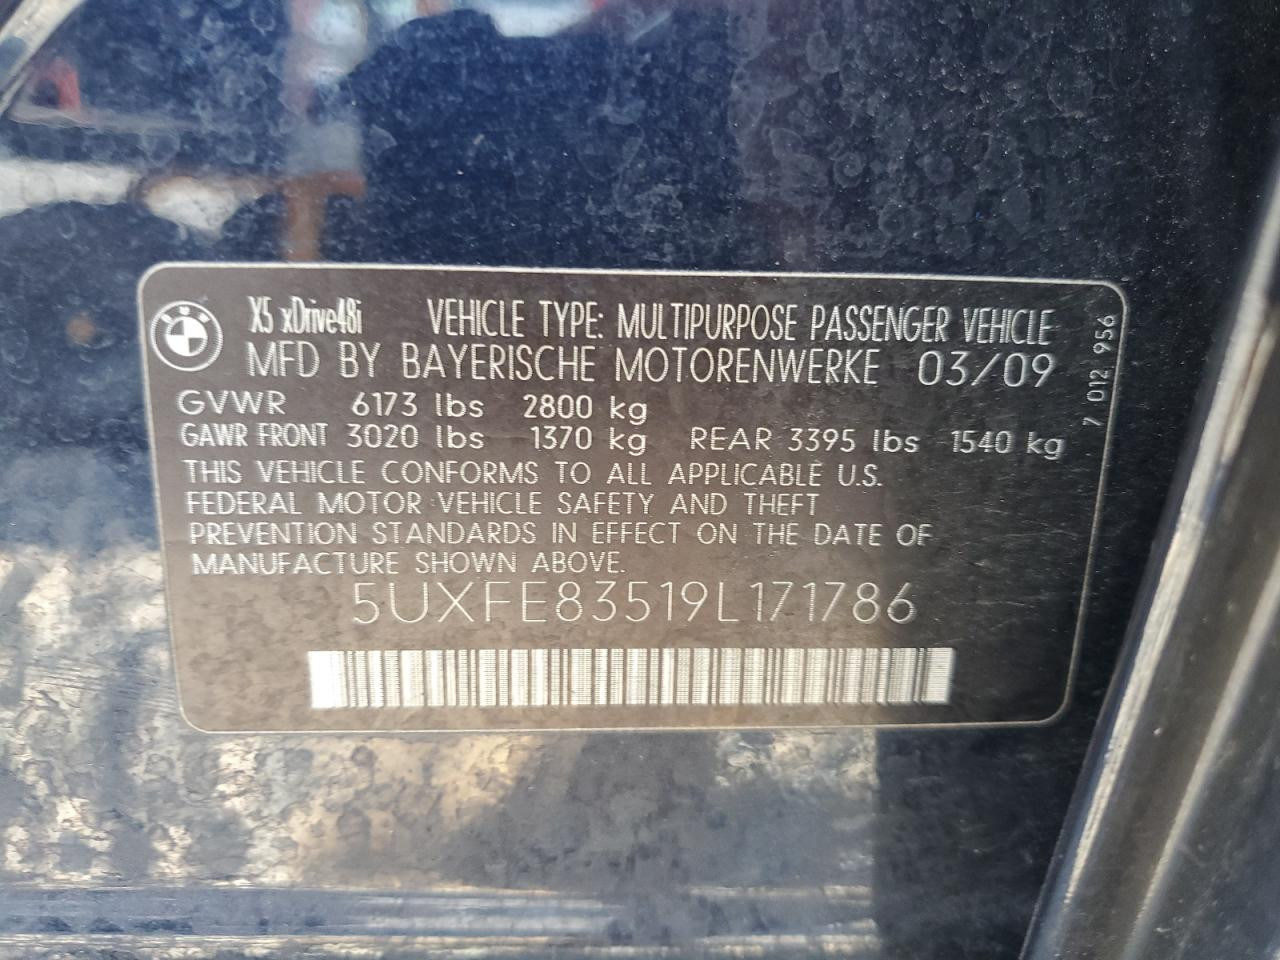 X5 xDrive48i VEHICLE TYPE: MULTIPURPOSE PASSENGER VEHICLE
MFD BY BAYERISCHE MOTORENWERKE 03/09
GVWR 6173 lbs 2800 kg
GAWR FRONT 3020 lbs 1370 kg REAR 3395 lbs 1540 kg
THIS VEHICLE CONFORMS TO ALL APPLICABLE U.S.
FEDERAL MOTOR VEHICLE SAFETY AND THEFT
PREVENTION STANDARDS IN EFFECT ON THE DATE OF
MANUFACTURE SHOWN ABOVE.
5UXFE83519L171786
7 012 956
BMW